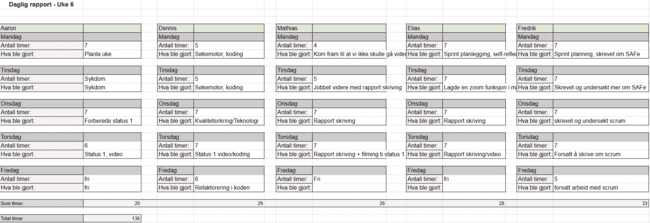 Daglig rapport - Uke 6
Aaron Dennis Mathias Elias Fredrik
Mandag Mandag Mandag Mandag Mandag
Antall timer: 7 Antall timer: 5 Antall timer: 4 Antall timer: 7 Antall timer: 7
Hva ble gjort: Planla uke Hva ble gjort: Søkemotor, koding Hva ble gjort: Kom fram til at vi ikke skulle gå Hva ble gjort: Sprint planlegging, Hva ble gjort: Sprint planning, skrevet om SAFe
Tirsdag Tirsdag Tirsdag Tirsdag Tirsdag
Antall timer: Sykdom Antall timer: 5 Antall timer: 5 Antall timer: 7 Antall timer: 7
Hva ble gjort: Sykdom Hva ble gjort: Søkemotor, koding Hva ble gjort: Jobbet videre med rapport skriving Hva ble gjort: Lagde en zoom funksjon i Hva ble gjort: Skrevet og undersøkt mer om SAFe
Onsdag Onsdag Onsdag Onsdag Onsdag
Antall timer: 7 Antall timer: 7 Antall timer: 7 Antall timer: 7 Antall timer: 7
Hva ble gjort: Forberede status 1 Hva ble gjort: Hva ble gjort: Rapport skriving Hva ble gjort: Rapport skriving Hva ble gjort: skrevet og undersøkt scrum
Torsdag Torsdag Torsdag Torsdag Torsdag
Antall timer: 6 Antall timer: 7 Antall timer: 7 Antall timer: 7 Antall timer: 7
Hva ble gjort: Status 1, video Hva ble gjort: Status 1 video/koding Hva ble gjort: Rapport skriving + filming ti status 1 Hva ble gjort: Rapport skriving/video Hva ble gjort: Forsatt å skrive om scrum
Fredag Fredag Fredag Fredag Fredag
Antall timer: fri Antall timer: 6 Antall timer: Fri Antall timer: fri Antall timer: 5
Hva ble gjort: fri Hva ble gjort: Refaktorering i koden Hva ble gjort: Hva ble gjort: Hva ble gjort: forsatt arbeid med scrum
Sum timer: 20 29 26 28 33
Total timer 136